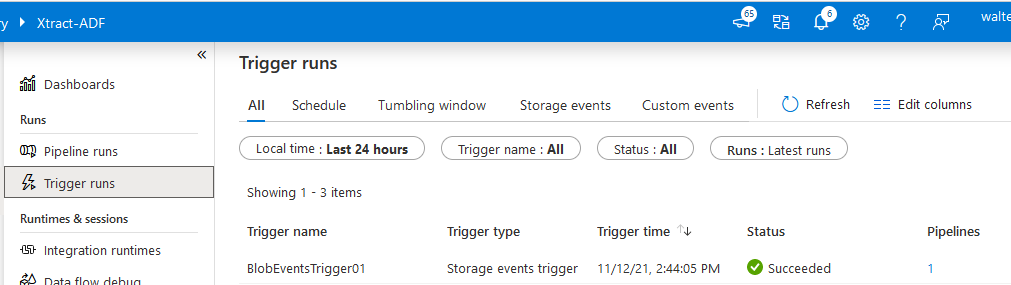 ry Xtract-ADF 65 6 walte
«
Trigger runs
Dashboards
All Schedule Tumbling window Storage events Custom events Refresh Edit columns
Runs
Pipeline runs
Local time : Last 24 hours Trigger name : All Status : All Runs : Latest runs
Trigger runs
Showing 1 - 3 items
Runtimes & sessions
Trigger name Trigger type Trigger time Status Pipelines
Integration runtimes
BlobEventsTrigger01 Storage events trigger 11/12/21, 2:44:05 PM Succeeded 1
Data flow debug